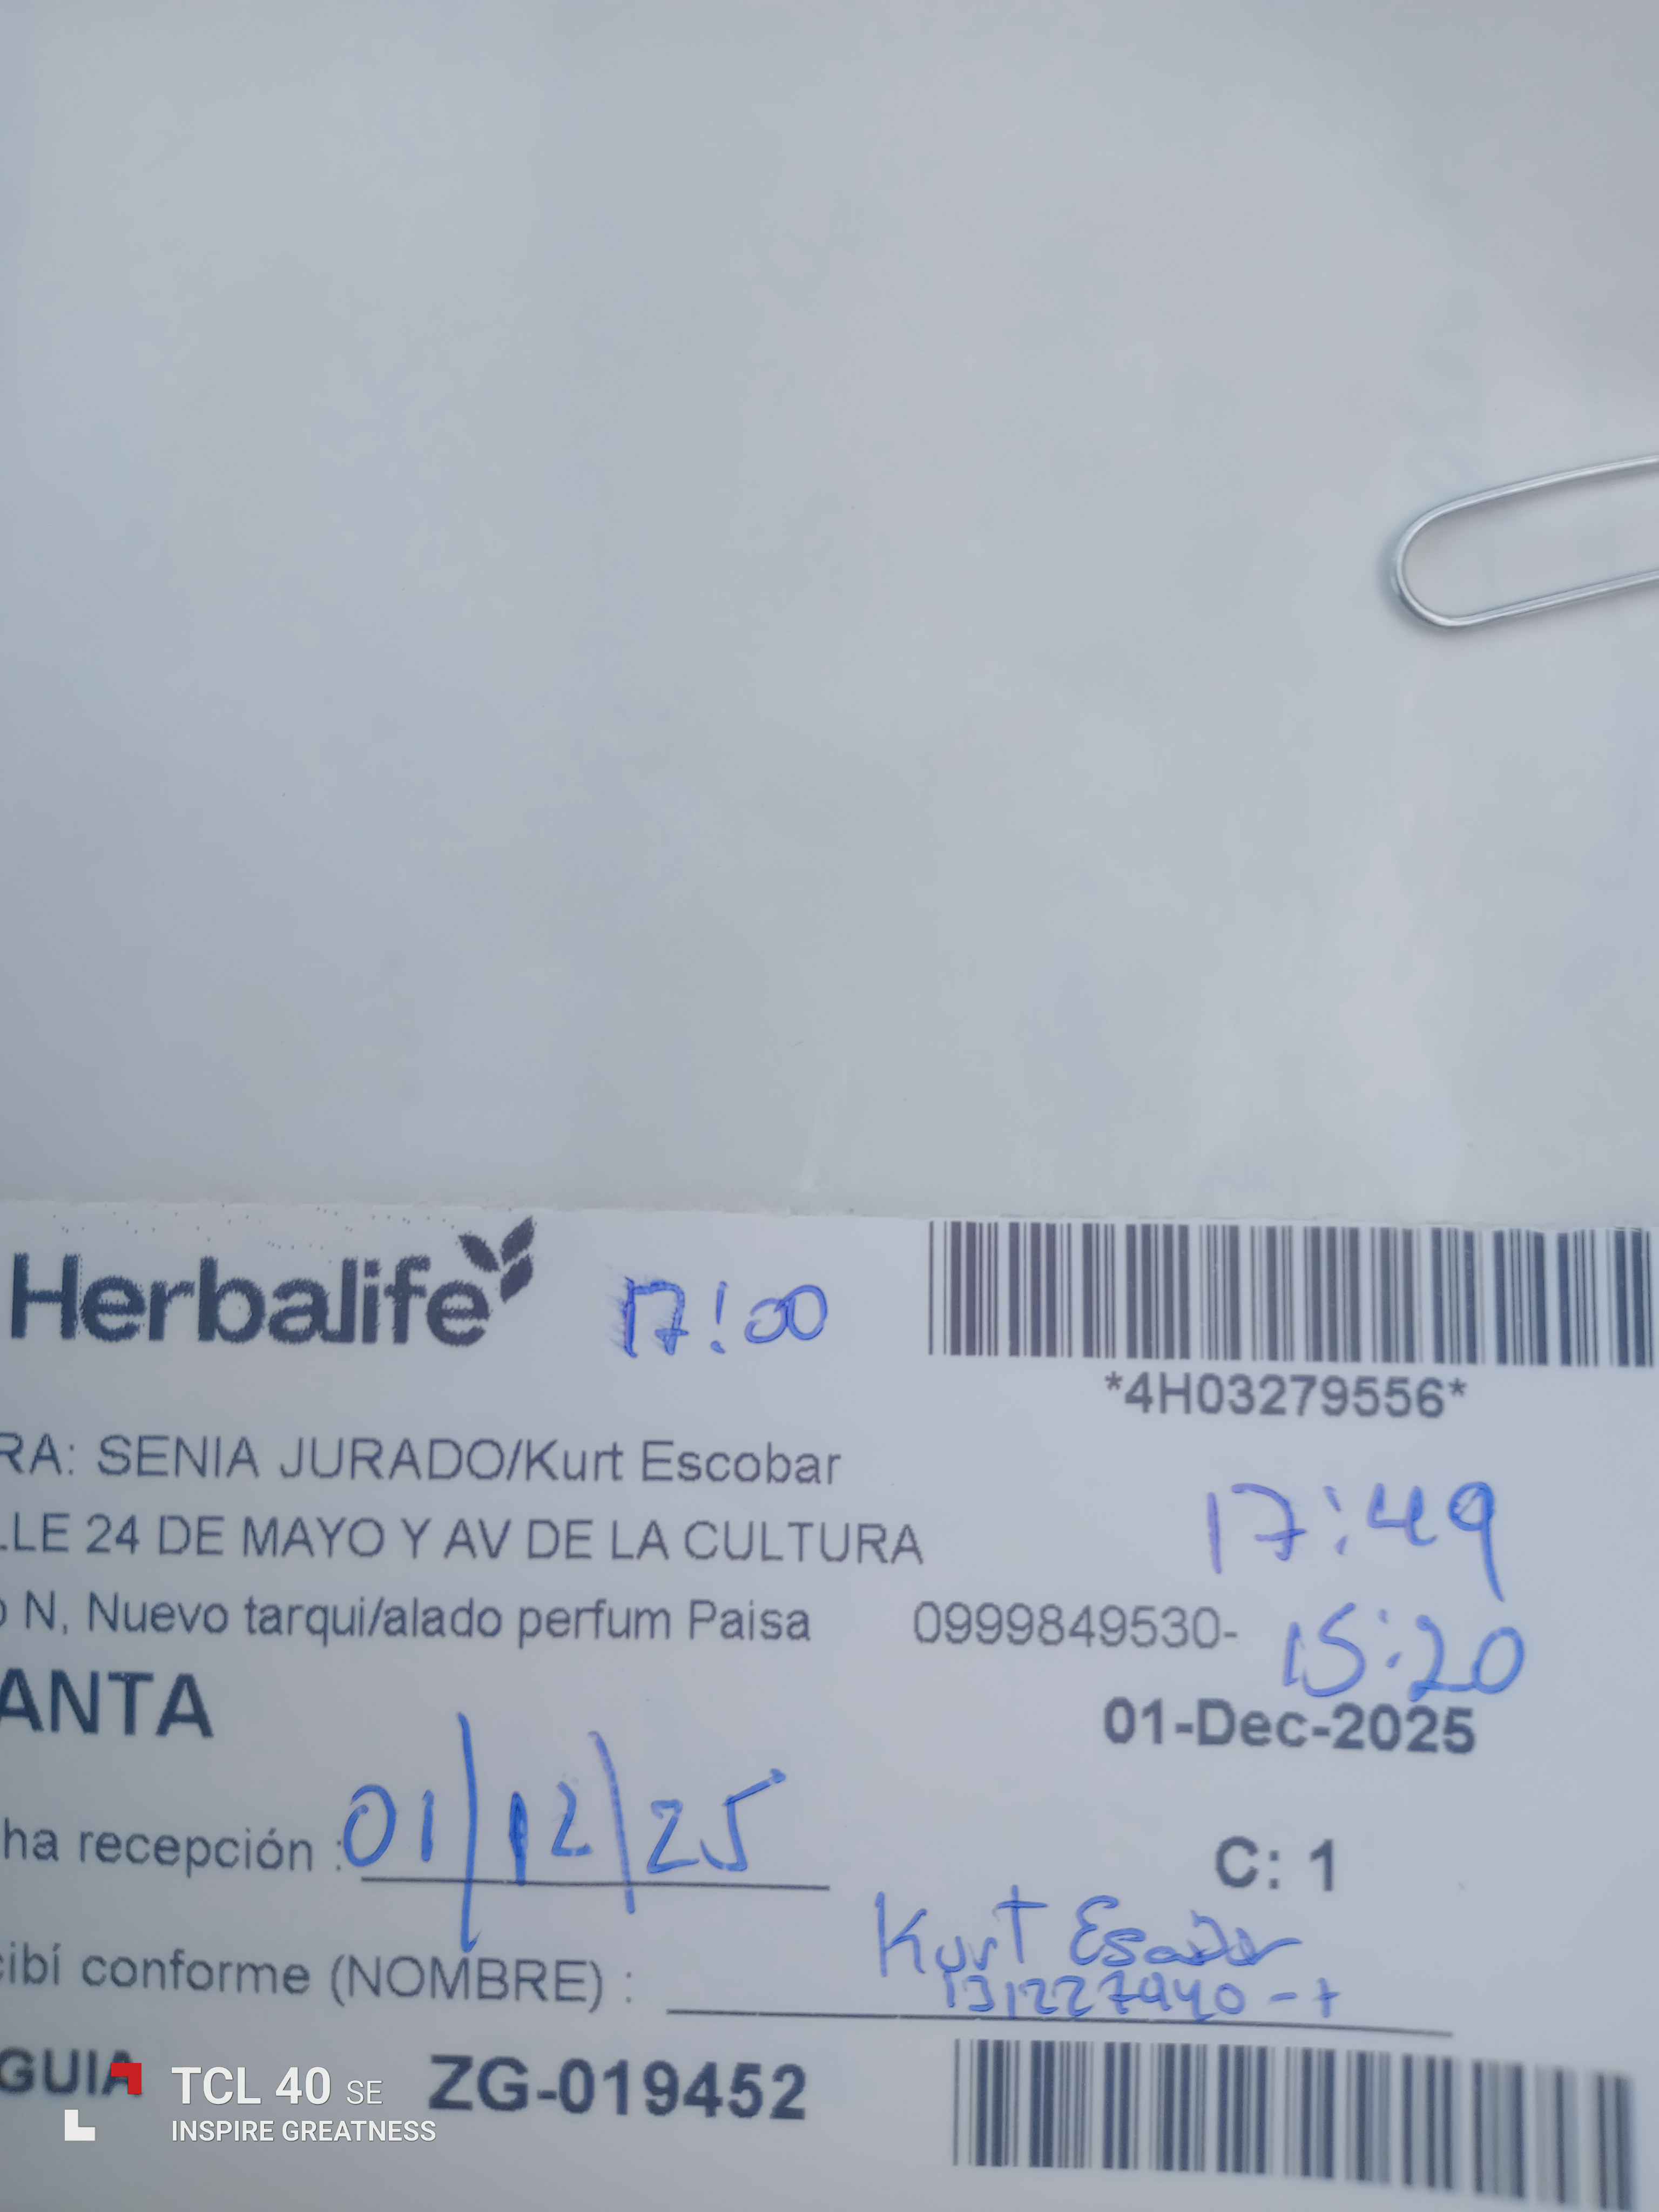 Herbalife 17:00
*4H03279556*
RA: SENIA JURADO/Kurt Escobar
LLE 24 DE MAYO Y AV DE LA CULTURA 17:49
o N, Nuevo tarqui/alado perfum Paisa 0999849530- 15:20
ANTA 01-Dec-2025
ha recepción : 01/12/25 C: 1
Kurt
cibí conforme (NOMBRE) : 131227940-7
GUIA ZG-019452
TCL 40 SE
INSPIRE GREATNESS